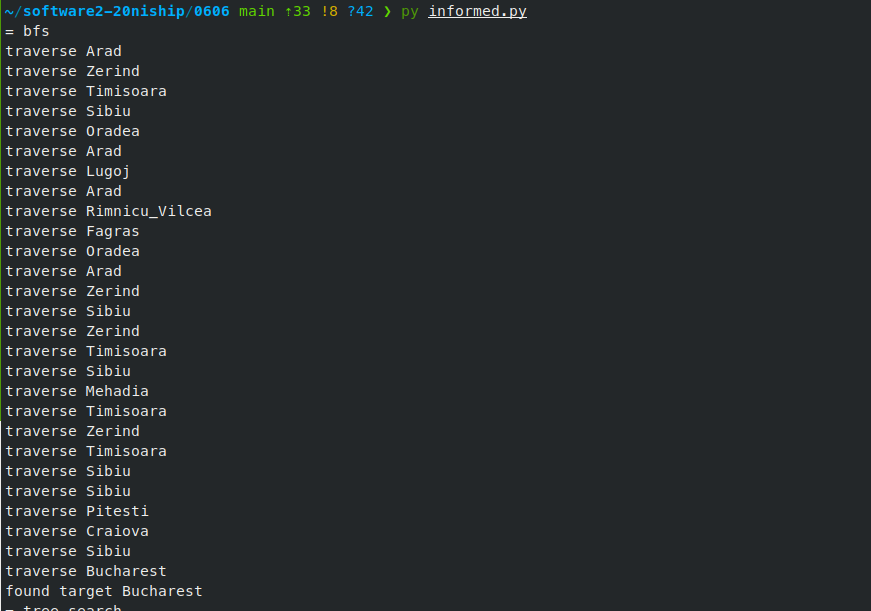 ~/software2-20niship/0606 main ⇡33 !8 ?42 ❯ py informed.py
= bfs
traverse Arad
traverse Zerind
traverse Timisoara
traverse Sibiu
traverse Oradea
traverse Arad
traverse Lugoj
traverse Arad
traverse Rimnicu_Vilcea
traverse Fagras
traverse Oradea
traverse Arad
traverse Zerind
traverse Sibiu
traverse Zerind
traverse Timisoara
traverse Sibiu
traverse Mehadia
traverse Timisoara
traverse Zerind
traverse Timisoara
traverse Sibiu
traverse Sibiu
traverse Pitesti
traverse Craiova
traverse Sibiu
traverse Bucharest
found target Bucharest
= tree search